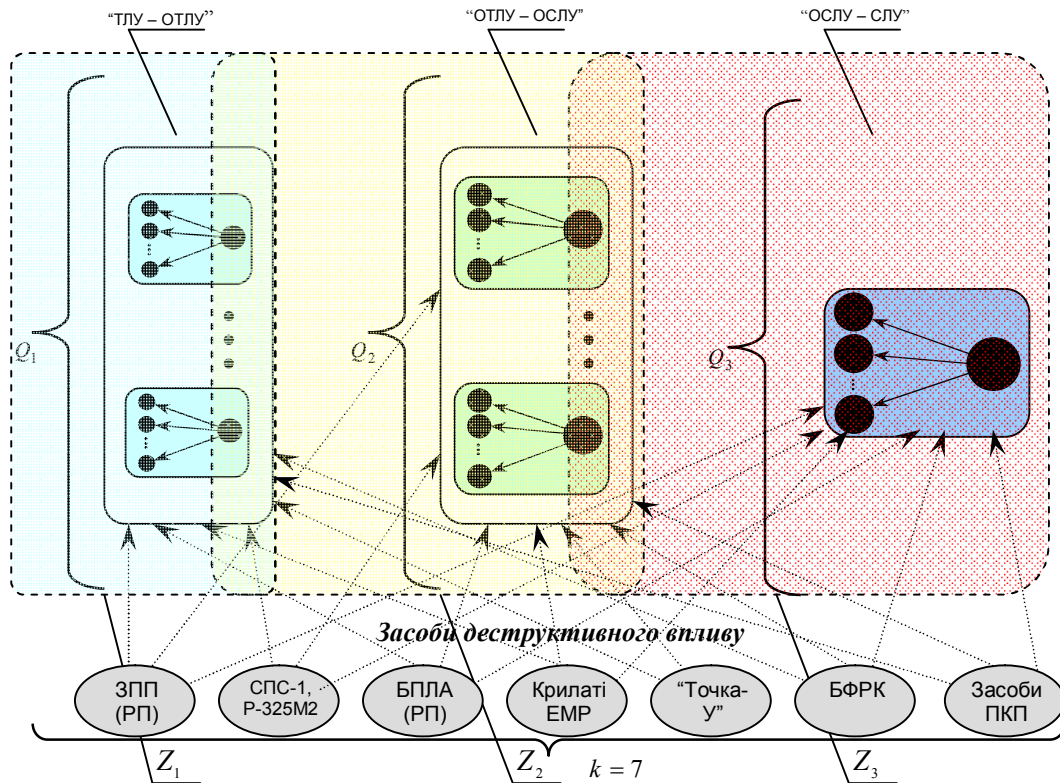 “ТЛУ – ОТЛУ”
“ОТЛУ – ОСЛУ”
“ОСЛУ – СЛУ”
Q1
Q2
Q3
Засоби деструктивного впливу
ЗПП
(РП)
СПС-1,
Р-325М2
БПЛА
(РП)
Крилаті
ЕМР
“Точка-
У”
БФРК
Засоби
ПКП
Z1
Z2
k = 7
Z3